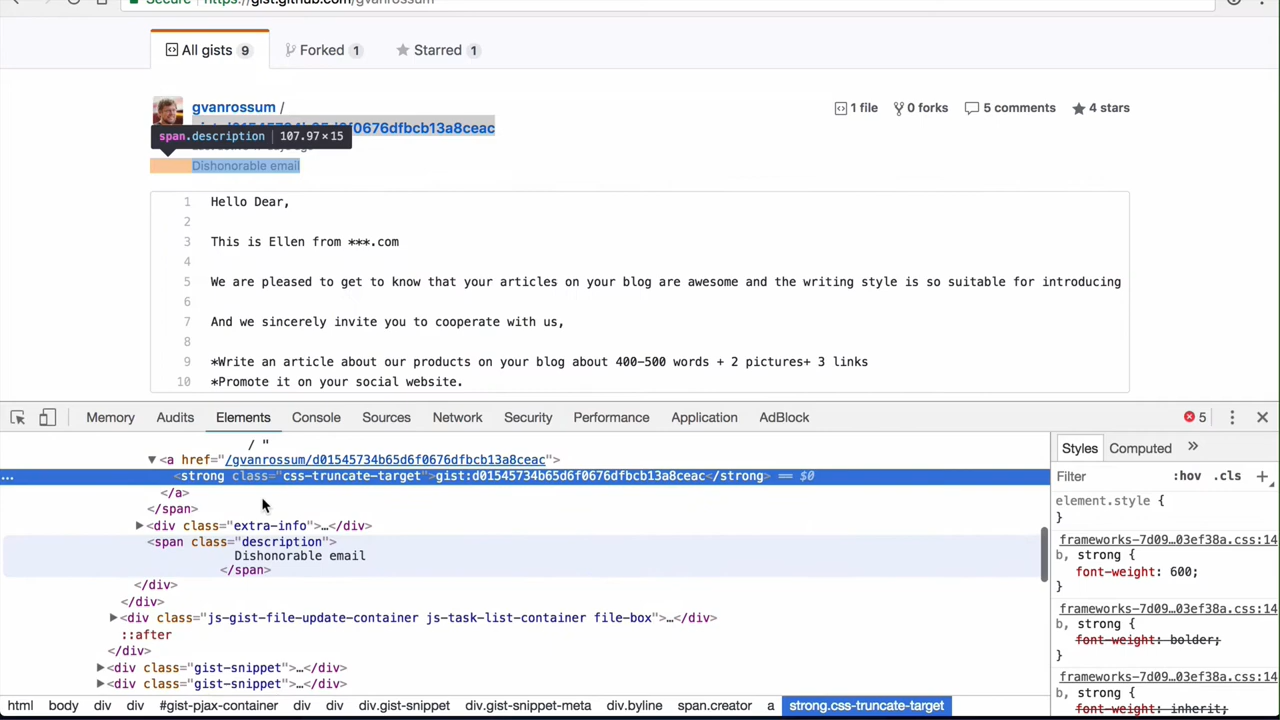 Secure https://gist.github.com/gvanrossum
All gists 9 Forked 1 Starred 1
gvanrossum /
1 file 0 forks 5 comments 4 stars
0676dfbcb13a8ceac
span.description 107.97×15
Dishonorable email
1 Hello Dear,
2
3 This is Ellen from ***.com
4
5 We are pleased to get to know that your articles on your blog are awesome and the writing style is so suitable for introducing
6
7 And we sincerely invite you to cooperate with us,
8
9 *Write an article about our products on your blog about 400-500 words + 2 pictures+ 3 links
10 *Promote it on your social website.
Memory Audits Elements Console Sources Network Security Performance Application AdBlock 5
/ "
<a href="/gvanrossum/d01545734b65d6f0676dfbcb13a8ceac">
... <strong class="css-truncate-target">gist:d01545734b65d6f0676dfbcb13a8ceac</strong> == $0
</a>
</span>
<div class="extra-info">…</div>
<span class="description">
Dishonorable email
</span>
</div>
</div>
<div class="js-gist-file-update-container js-task-list-container file-box">…</div>
::after
</div>
<div class="gist-snippet">…</div>
<div class="gist-snippet">…</div>
html body div div #gist-pjax-container div div div.gist-snippet div.gist-snippet-meta div.byline span.creator a strong.css-truncate-target
Styles Computed »
Filter :hov .cls +
element.style {
}
frameworks-7d09…03ef38a.css:14
b, strong {
font-weight: 600;
}
frameworks-7d09…03ef38a.css:14
b, strong {
font-weight: bolder;
}
frameworks-7d09…03ef38a.css:14
b, strong {
font-weight: inherit;